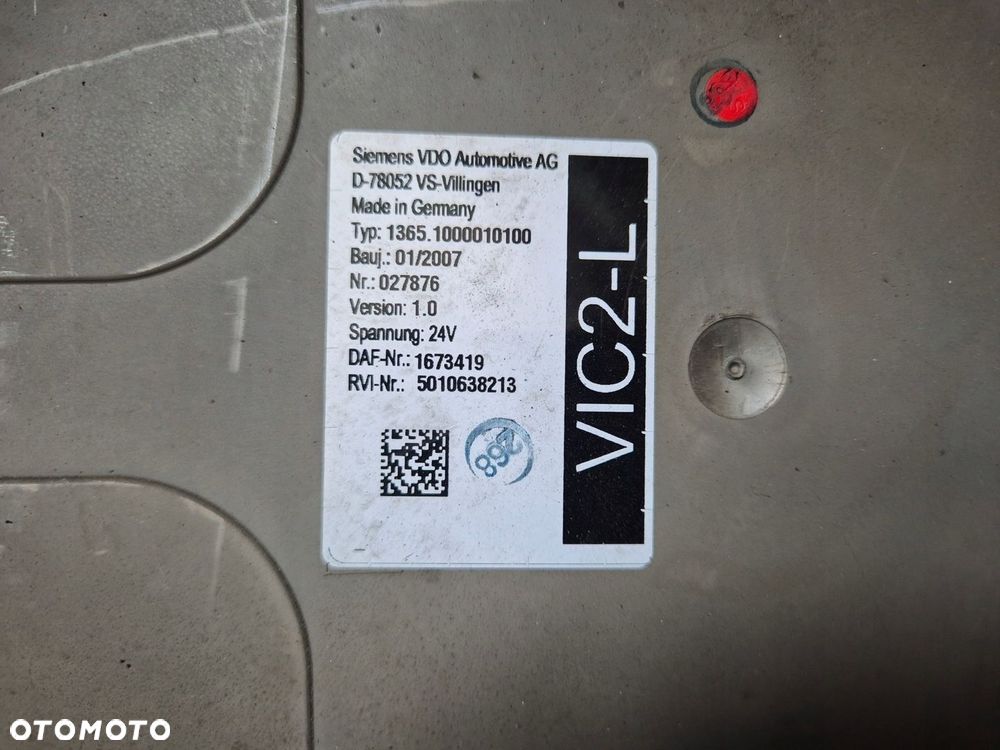 Siemens VDO Automotive AG
D-78052 VS-Villingen
Made in Germany
Typ: 1365.1000010100
Bauj.: 01/2007
Nr.: 027876
Version: 1.0
Spannung: 24V
DAF-Nr.: 1673419
RVI-Nr.: 5010638213
VIC2-L
268
OTOMOTO